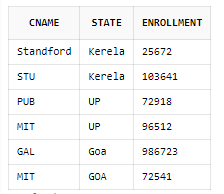 CNAME STATE ENROLLMENT
Standford Kerela 25672
STU Kerela 103641
PUB UP 72918
MIT UP 96512
GAL Goa 986723
MIT GOA 72541